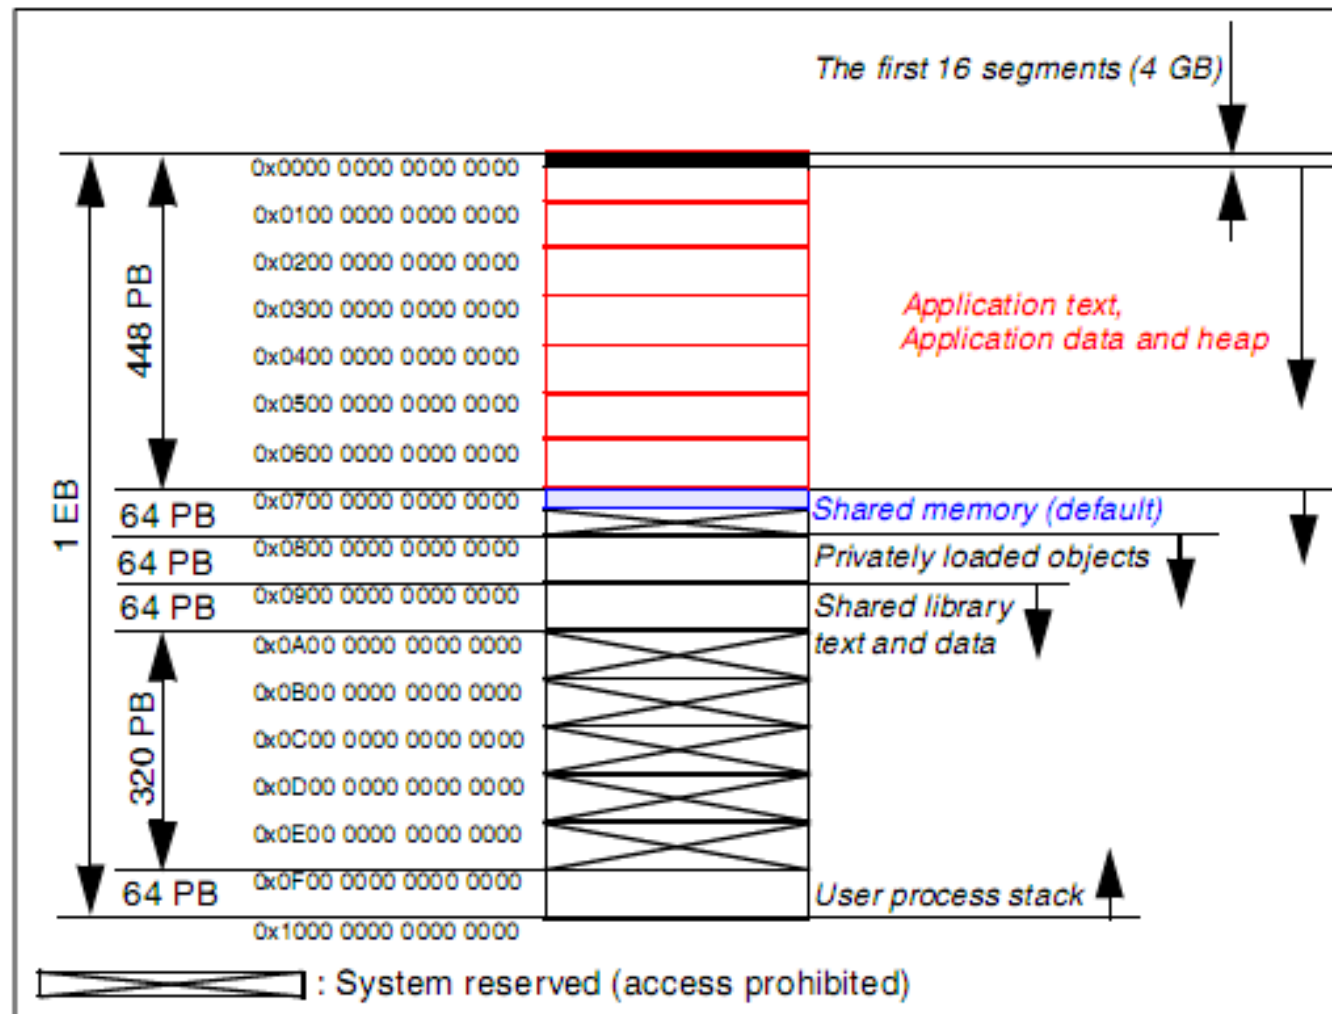 The first 16 segments (4 GB)
0x0000 0000 0000 0000
0x0100 0000 0000 0000
0x0200 0000 0000 0000
0x0300 0000 0000 0000
0x0400 0000 0000 0000
0x0500 0000 0000 0000
0x0600 0000 0000 0000
0x0700 0000 0000 0000
0x0800 0000 0000 0000
0x0900 0000 0000 0000
0x0A00 0000 0000 0000
0x0B00 0000 0000 0000
0x0C00 0000 0000 0000
0x0D00 0000 0000 0000
0x0E00 0000 0000 0000
0x0F00 0000 0000 0000
0x1000 0000 0000 0000
1 EB
448 PB
64 PB
64 PB
64 PB
320 PB
64 PB
Application text,
Application data and heap
Shared memory (default)
Privately loaded objects
Shared library
text and data
User process stack
: System reserved (access prohibited)